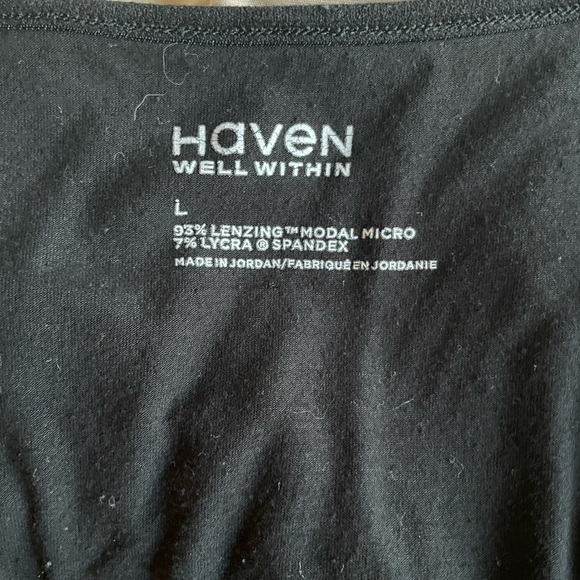 Haven
WELL WITHIN
L
93% LENZING™ MODAL MICRO
7% LYCRA ® SPANDEX
MADE IN JORDAN/FABRIQUÉ EN JORDANIE